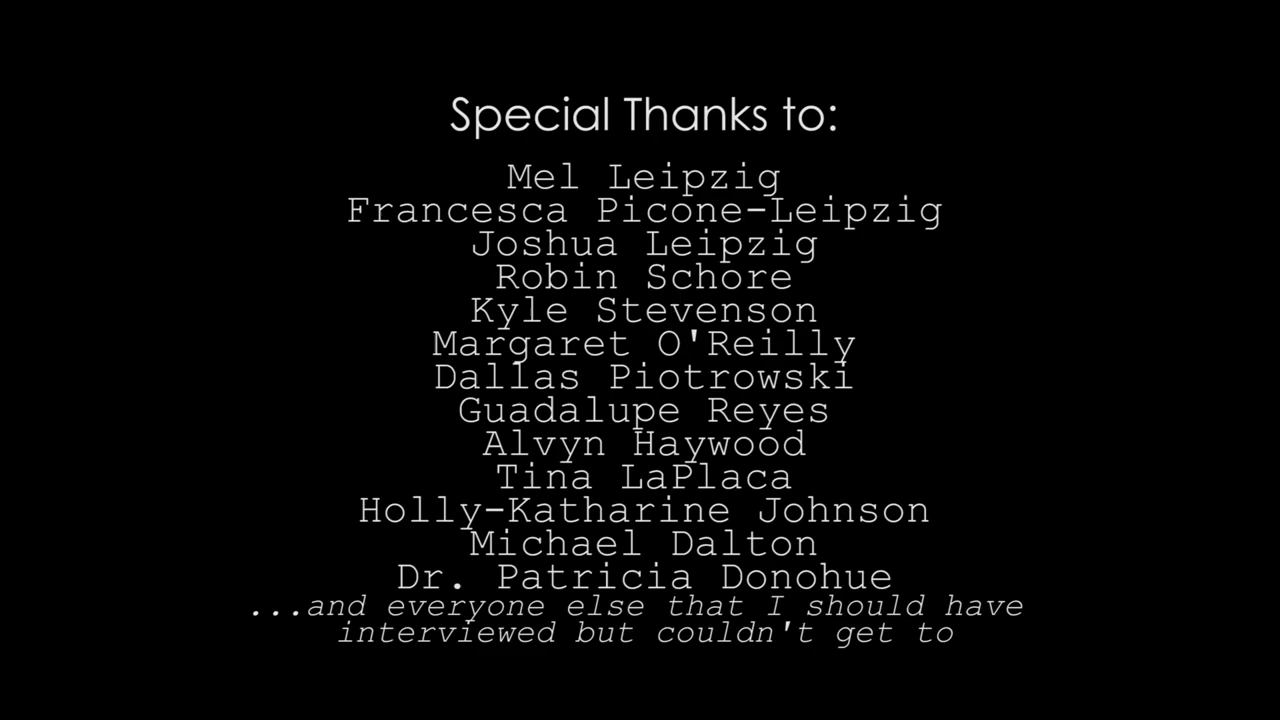 Special Thanks to:
Mel Leipzig
Francesca Picone-Leipzig
Joshua Leipzig
Robin Schore
Kyle Stevenson
Margaret O'Reilly
Dallas Piotrowski
Guadalupe Reyes
Alvyn Haywood
Tina LaPlaca
Holly-Katharine Johnson
Michael Dalton
Dr. Patricia Donohue
...and everyone else that I should have
interviewed but couldn't get to